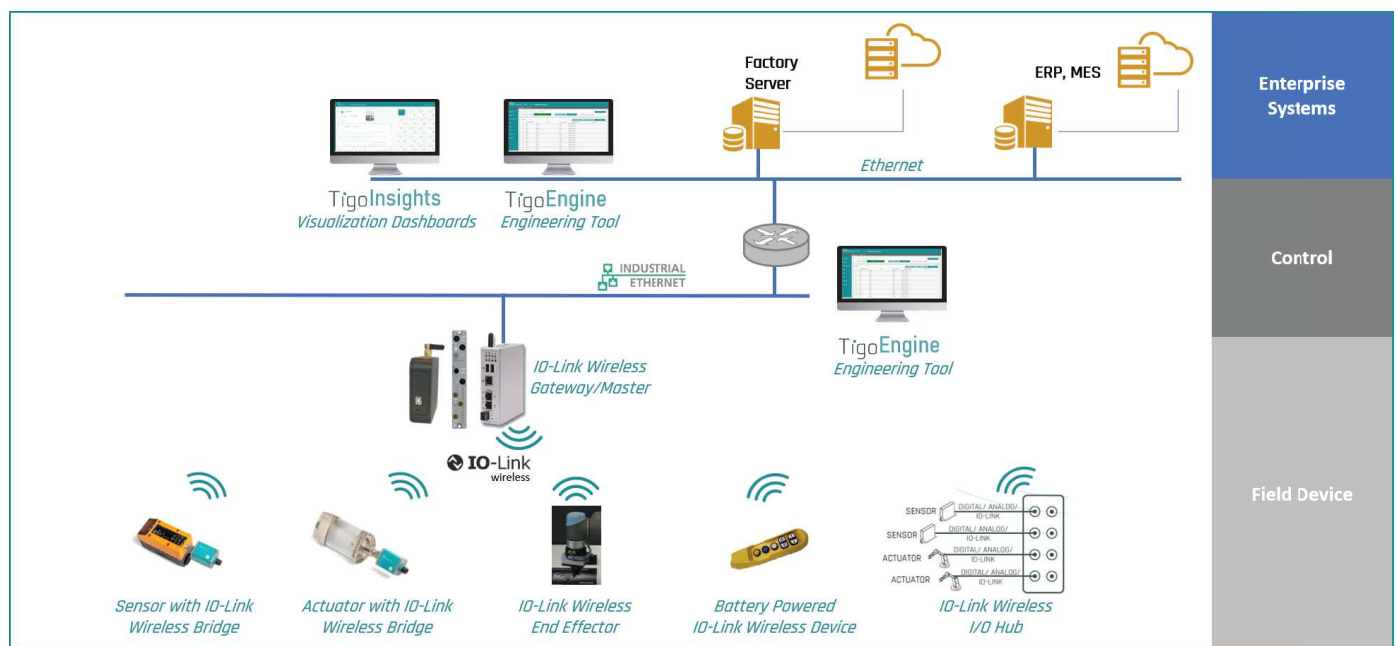 Factory
Server
ERP, MES
Enterprise
Systems
Ethernet
TigoInsights
Visualization Dashboards
TigoEngine
Engineering Tool
Control
INDUSTRIAL
ETHERNET
TigoEngine
Engineering Tool
IO-Link Wireless
Gateway/Master
IO-Link
wireless
Field Device
SENSOR
DIGITAL/ ANALOG/
IO-LINK
SENSOR
DIGITAL/ ANALOG/
IO-LINK
ACTUATOR
DIGITAL/ ANALOG/
IO-LINK
ACTUATOR
DIGITAL/ ANALOG/
IO-LINK
Sensor with IO-Link
Wireless Bridge
Actuator with IO-Link
Wireless Bridge
IO-Link Wireless
End Effector
Battery Powered
IO-Link Wireless Device
IO-Link Wireless
I/O Hub